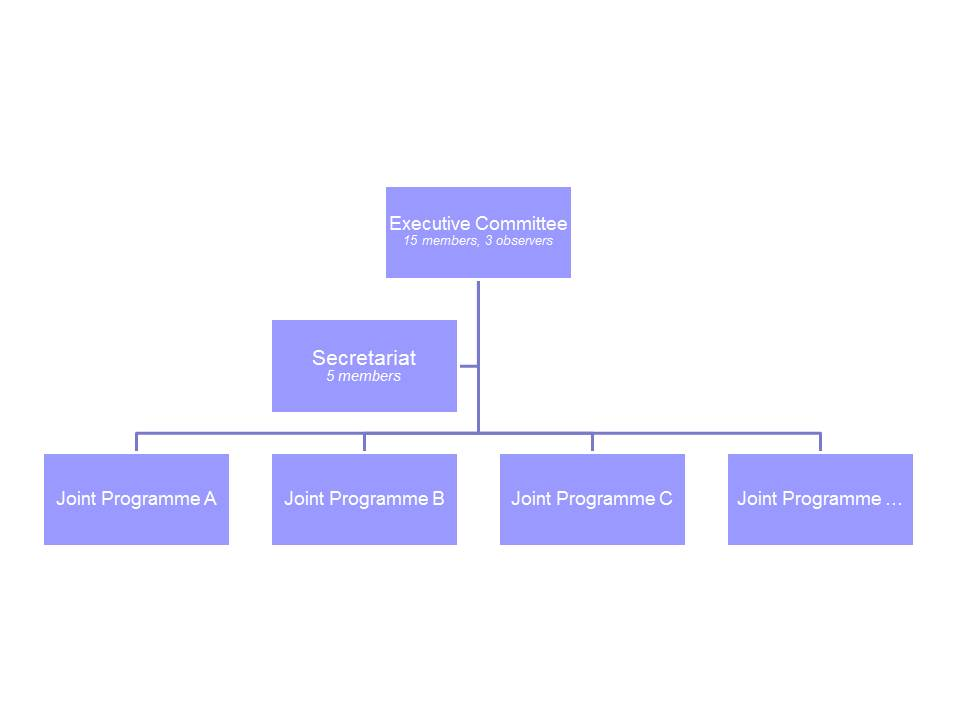 Executive Committee
15 members, 3 observers
Secretariat
5 members
Joint Programme A
Joint Programme B
Joint Programme C
Joint Programme …